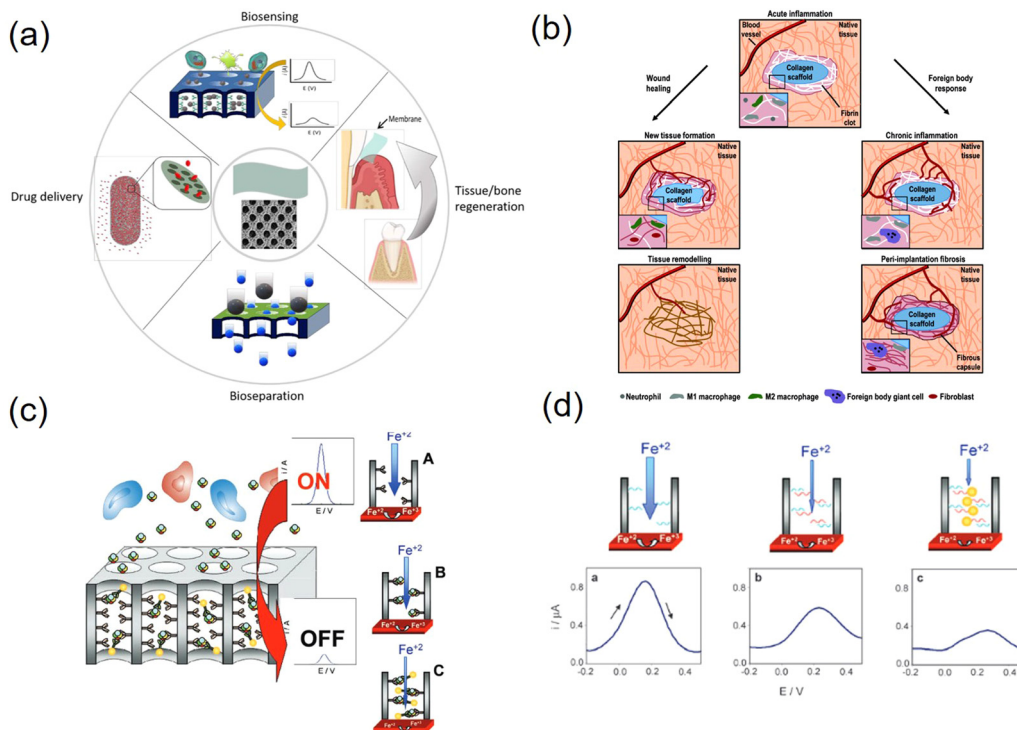 (a)
Biosensing
i (A)
E (V)
i (A)
E (V)
Membrane
Drug delivery
Tissue/bone
regeneration
Bioseparation
(b)
Acute inflammation
Blood
vessel
Native
tissue
Collagen
scaffold
Fibrin
clot
Wound
healing
Foreign body
response
New tissue formation
Native
tissue
Collagen
scaffold
Chronic inflammation
Native
tissue
Collagen
scaffold
Tissue remodelling
Native
tissue
Peri-implantation fibrosis
Native
tissue
Collagen
scaffold
Fibrous
capsule
Neutrophil
M1 macrophage
M2 macrophage
Foreign body giant cell
Fibroblast
(c)
i / A
ON
E / V
Fe+2
A
Fe+2
Fe+3
Fe+2
B
Fe+2
Fe+3
i / A
OFF
E / V
Fe+2
C
Fe+2
Fe+3
(d)
Fe+2
Fe+2
Fe+2
Fe+2
Fe+3
Fe+2
Fe+3
Fe+2
Fe+3
i / μA
0.8
0.4
0.0
a
-0.2
0.0
0.2
0.4
0.8
0.4
0.0
b
-0.2
0.0
0.2
0.4
0.8
0.4
0.0
c
-0.2
0.0
0.2
0.4
E / V